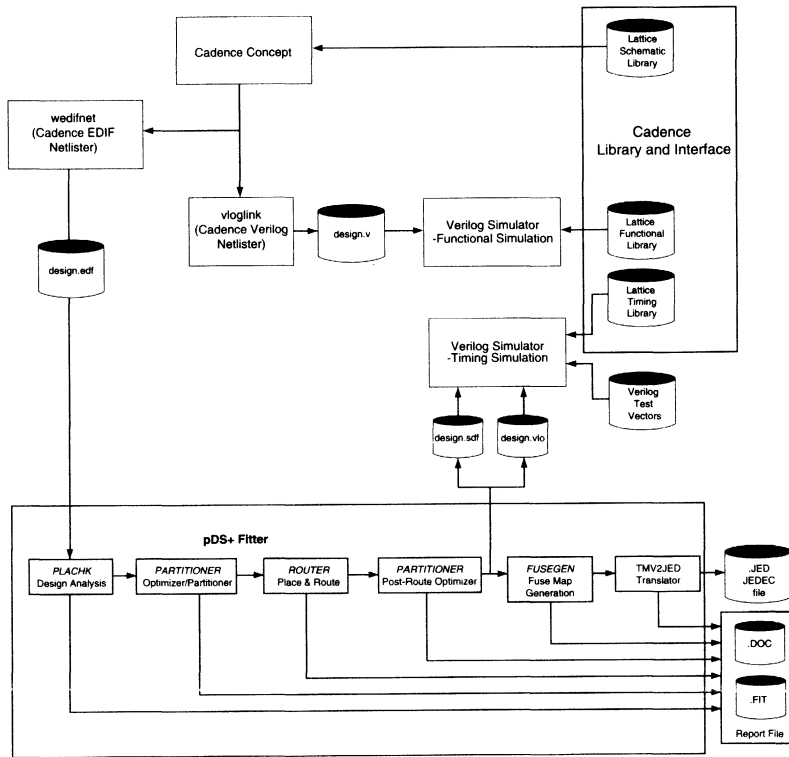 Cadence Concept
Lattice
Schematic
Library
wedifnet
(Cadence EDIF
Netlister)
Cadence
Library and Interface
vloglink
(Cadence Verilog
Netlister)
design.v
Verilog Simulator
-Functional Simulation
Lattice
Functional
Library
design.edf
Lattice
Timing
Library
Verilog Simulator
-Timing Simulation
Verilog
Test
Vectors
design.sdf
design.vlo
pDS+ Fitter
PLACHK
Design Analysis
PARTITIONER
Optimizer/Partitioner
ROUTER
Place & Route
PARTITIONER
Post-Route Optimizer
FUSEGEN
Fuse Map
Generation
TMV2JED
Translator
.JED
JEDEC
file
.DOC
.FIT
Report File